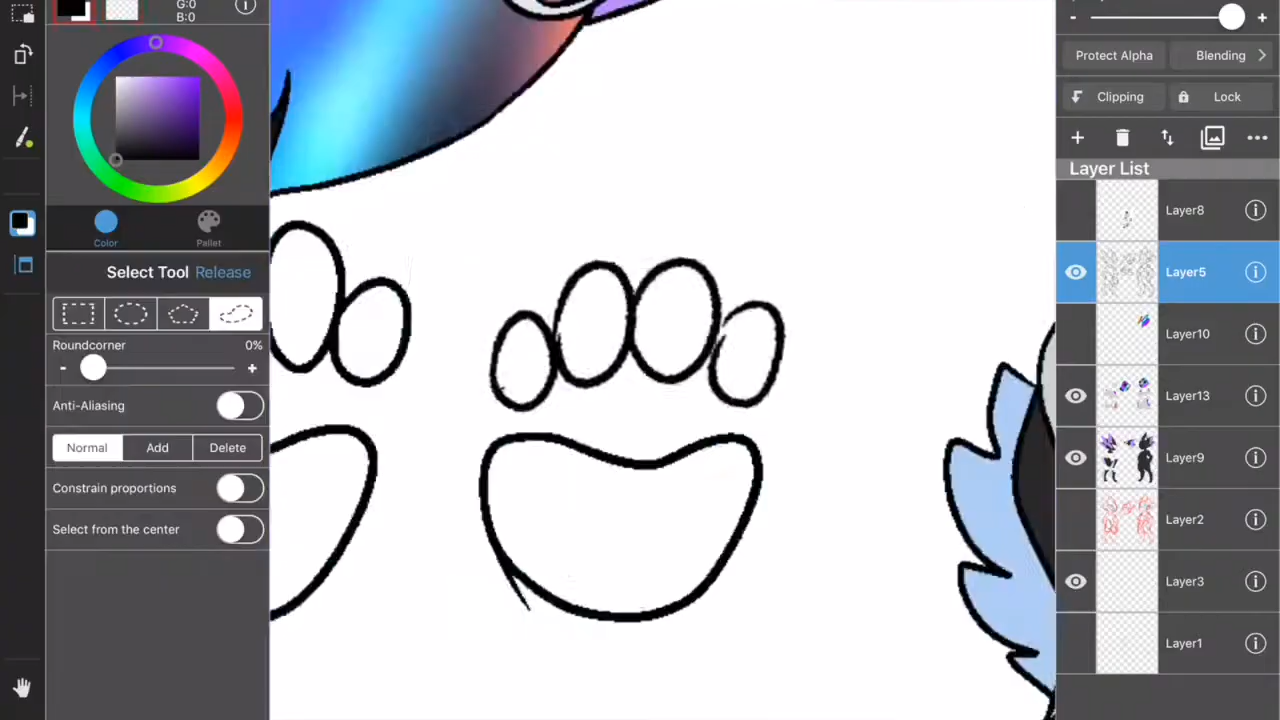 G:0
B:0
Color
Pallet
Select Tool Release
Roundcorner 0%
- +
Anti-Aliasing
Normal Add Delete
Constrain proportions
Select from the center
- +
Protect Alpha Blending
Clipping Lock
Layer List
Layer8
Layer5
Layer10
Layer13
Layer9
Layer2
Layer3
Layer1